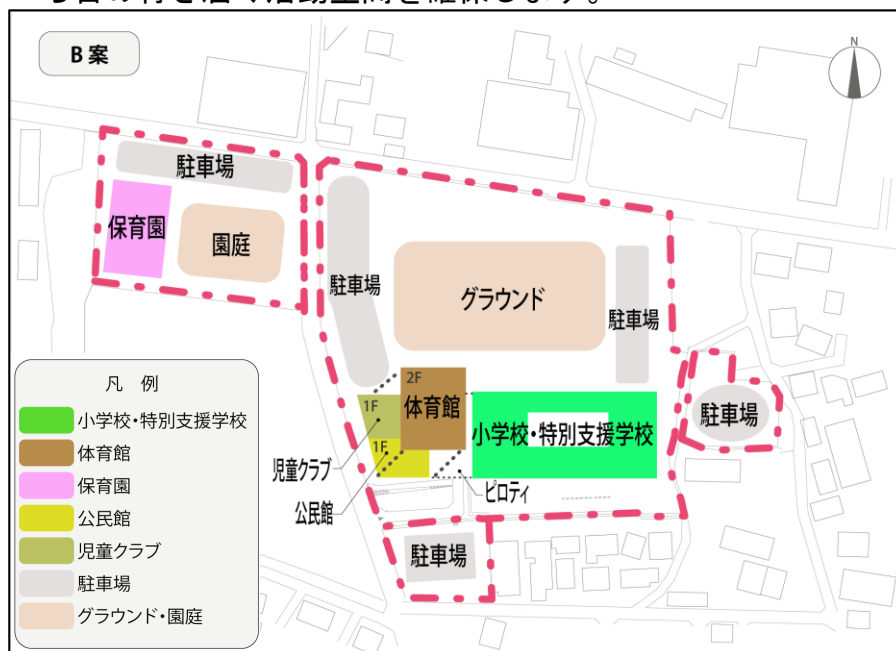 B 案
N
駐車場
保育園
園庭
駐車場
グラウンド
駐車場
2F
体育館
1F
1F
小学校・特別支援学校
駐車場
児童クラブ
公民館
ピロティ
駐車場
凡 例
小学校・特別支援学校
体育館
保育園
公民館
児童クラブ
駐車場
グラウンド・園庭